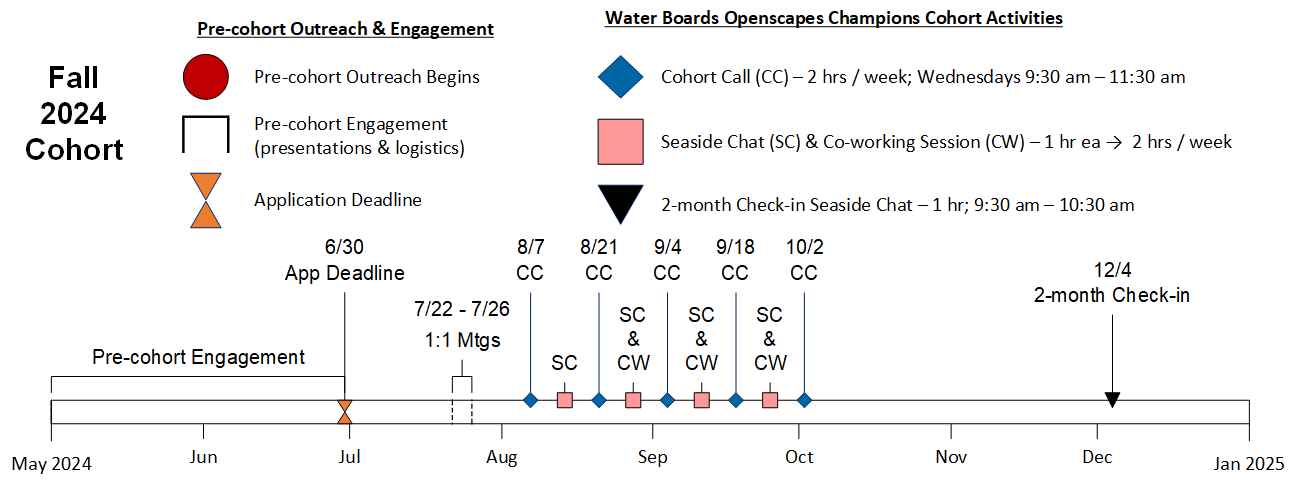 Fall
2024
Cohort
Pre-cohort Outreach & Engagement
Pre-cohort Outreach Begins
Pre-cohort Engagement
(presentations & logistics)
Application Deadline
Water Boards Openscapes Champions Cohort Activities
Cohort Call (CC) – 2 hrs / week; Wednesdays 9:30 am – 11:30 am
Seaside Chat (SC) & Co-working Session (CW) – 1 hr ea → 2 hrs / week
2-month Check-in Seaside Chat – 1 hr; 9:30 am – 10:30 am
6/30
App Deadline
8/7
CC
8/21
CC
9/4
CC
9/18
CC
10/2
CC
12/4
2-month Check-in
7/22 - 7/26
1:1 Mtgs
Pre-cohort Engagement
SC
SC
&
CW
SC
&
CW
SC
&
CW
May 2024
Jun
Jul
Aug
Sep
Oct
Nov
Dec
Jan 2025